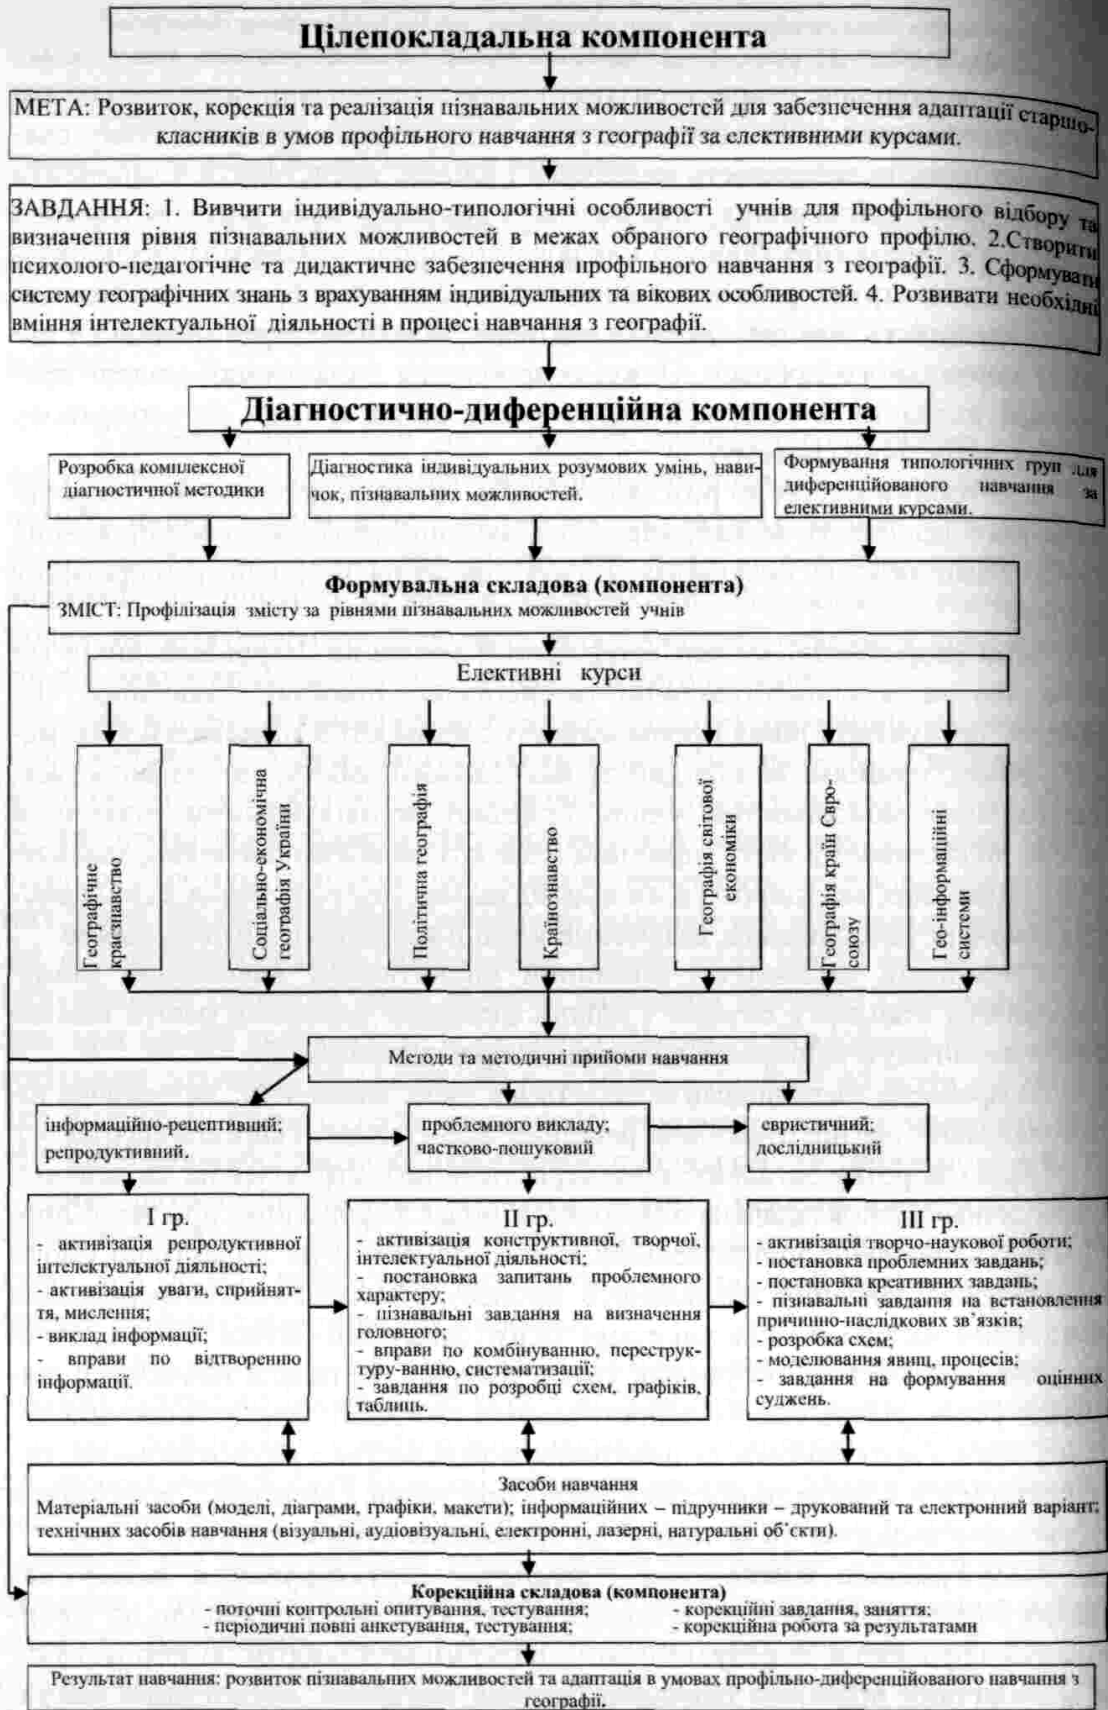 Цілепокладальна компонента
МЕТА: Розвиток, корекція та реалізація пізнавальних можливостей для забезпечення адаптації старшо-
класників в умов профільного навчання з географії за елективними курсами.
ЗАВДАННЯ: 1. Вивчити індивідуально-типологічні особливості учнів для профільного відбору та
визначення рівня пізнавальних можливостей в межах обраного географічного профілю. 2.Створити
психолого-педагогічне та дидактичне забезпечення профільного навчання з географії. 3. Сформувати
систему географічних знань з врахуванням індивідуальних та вікових особливостей. 4. Розвивати необхідні
вміння інтелектуальної діяльності в процесі навчання з географії.
Діагностично-диференційна компонента
Розробка комплексної
діагностичної методики
Діагностика індивідуальних розумових умінь, нави-
чок, пізнавальних можливостей.
Формування типологічних груп для
диференційованого навчання за
елективними курсами.
Формувальна складова (компонента)
ЗМІСТ: Профілізація змісту за рівнями пізнавальних можливостей учнів
Елективні курси
Географічне
краєзнавство
Соціально-економічна
географія України
Політична географія
Країнознавство
Географія світової
економіки
Географія країн Євро-
союзу
Гео-інформаційні
системи
Методи та методичні прийоми навчання
інформаційно-рецептивний;
репродуктивний.
проблемного викладу;
частково-пошуковий
евристичний;
дослідницький
І гр.
- активізація репродуктивної
інтелектуальної діяльності;
- активізація уваги, сприйнят-
тя, мислення;
- виклад інформації;
- вправи по відтворенню
інформації.
ІІ гр.
- активізація конструктивної, творчої,
інтелектуальної діяльності;
- постановка запитань проблемного
характеру;
- пізнавальні завдання на визначення
головного;
- вправи по комбінуванню, переструк-
туру-ванню, систематизації;
- завдання по розробці схем, графіків,
таблиць.
ІІІ гр.
- активізація творчо-наукової роботи;
- постановка проблемних завдань;
- постановка креативних завдань;
- пізнавальні завдання на встановлення
причинно-наслідкових зв'язків;
- розробка схем;
- моделювання явищ, процесів;
- завдання на формування оцінних
суджень.
Засоби навчання
Матеріальні засоби (моделі, діаграми, графіки, макети); інформаційних – підручники – друкований та електронний варіант;
технічних засобів навчання (візуальні, аудіовізуальні, електронні, лазерні, натуральні об'єкти).
Корекційна складова (компонента)
- поточні контрольні опитування, тестування; - корекційні завдання, заняття;
- періодичні повні анкетування, тестування; - корекційна робота за результатами
Результат навчання: розвиток пізнавальних можливостей та адаптація в умовах профільно-диференційованого навчання з
географії.